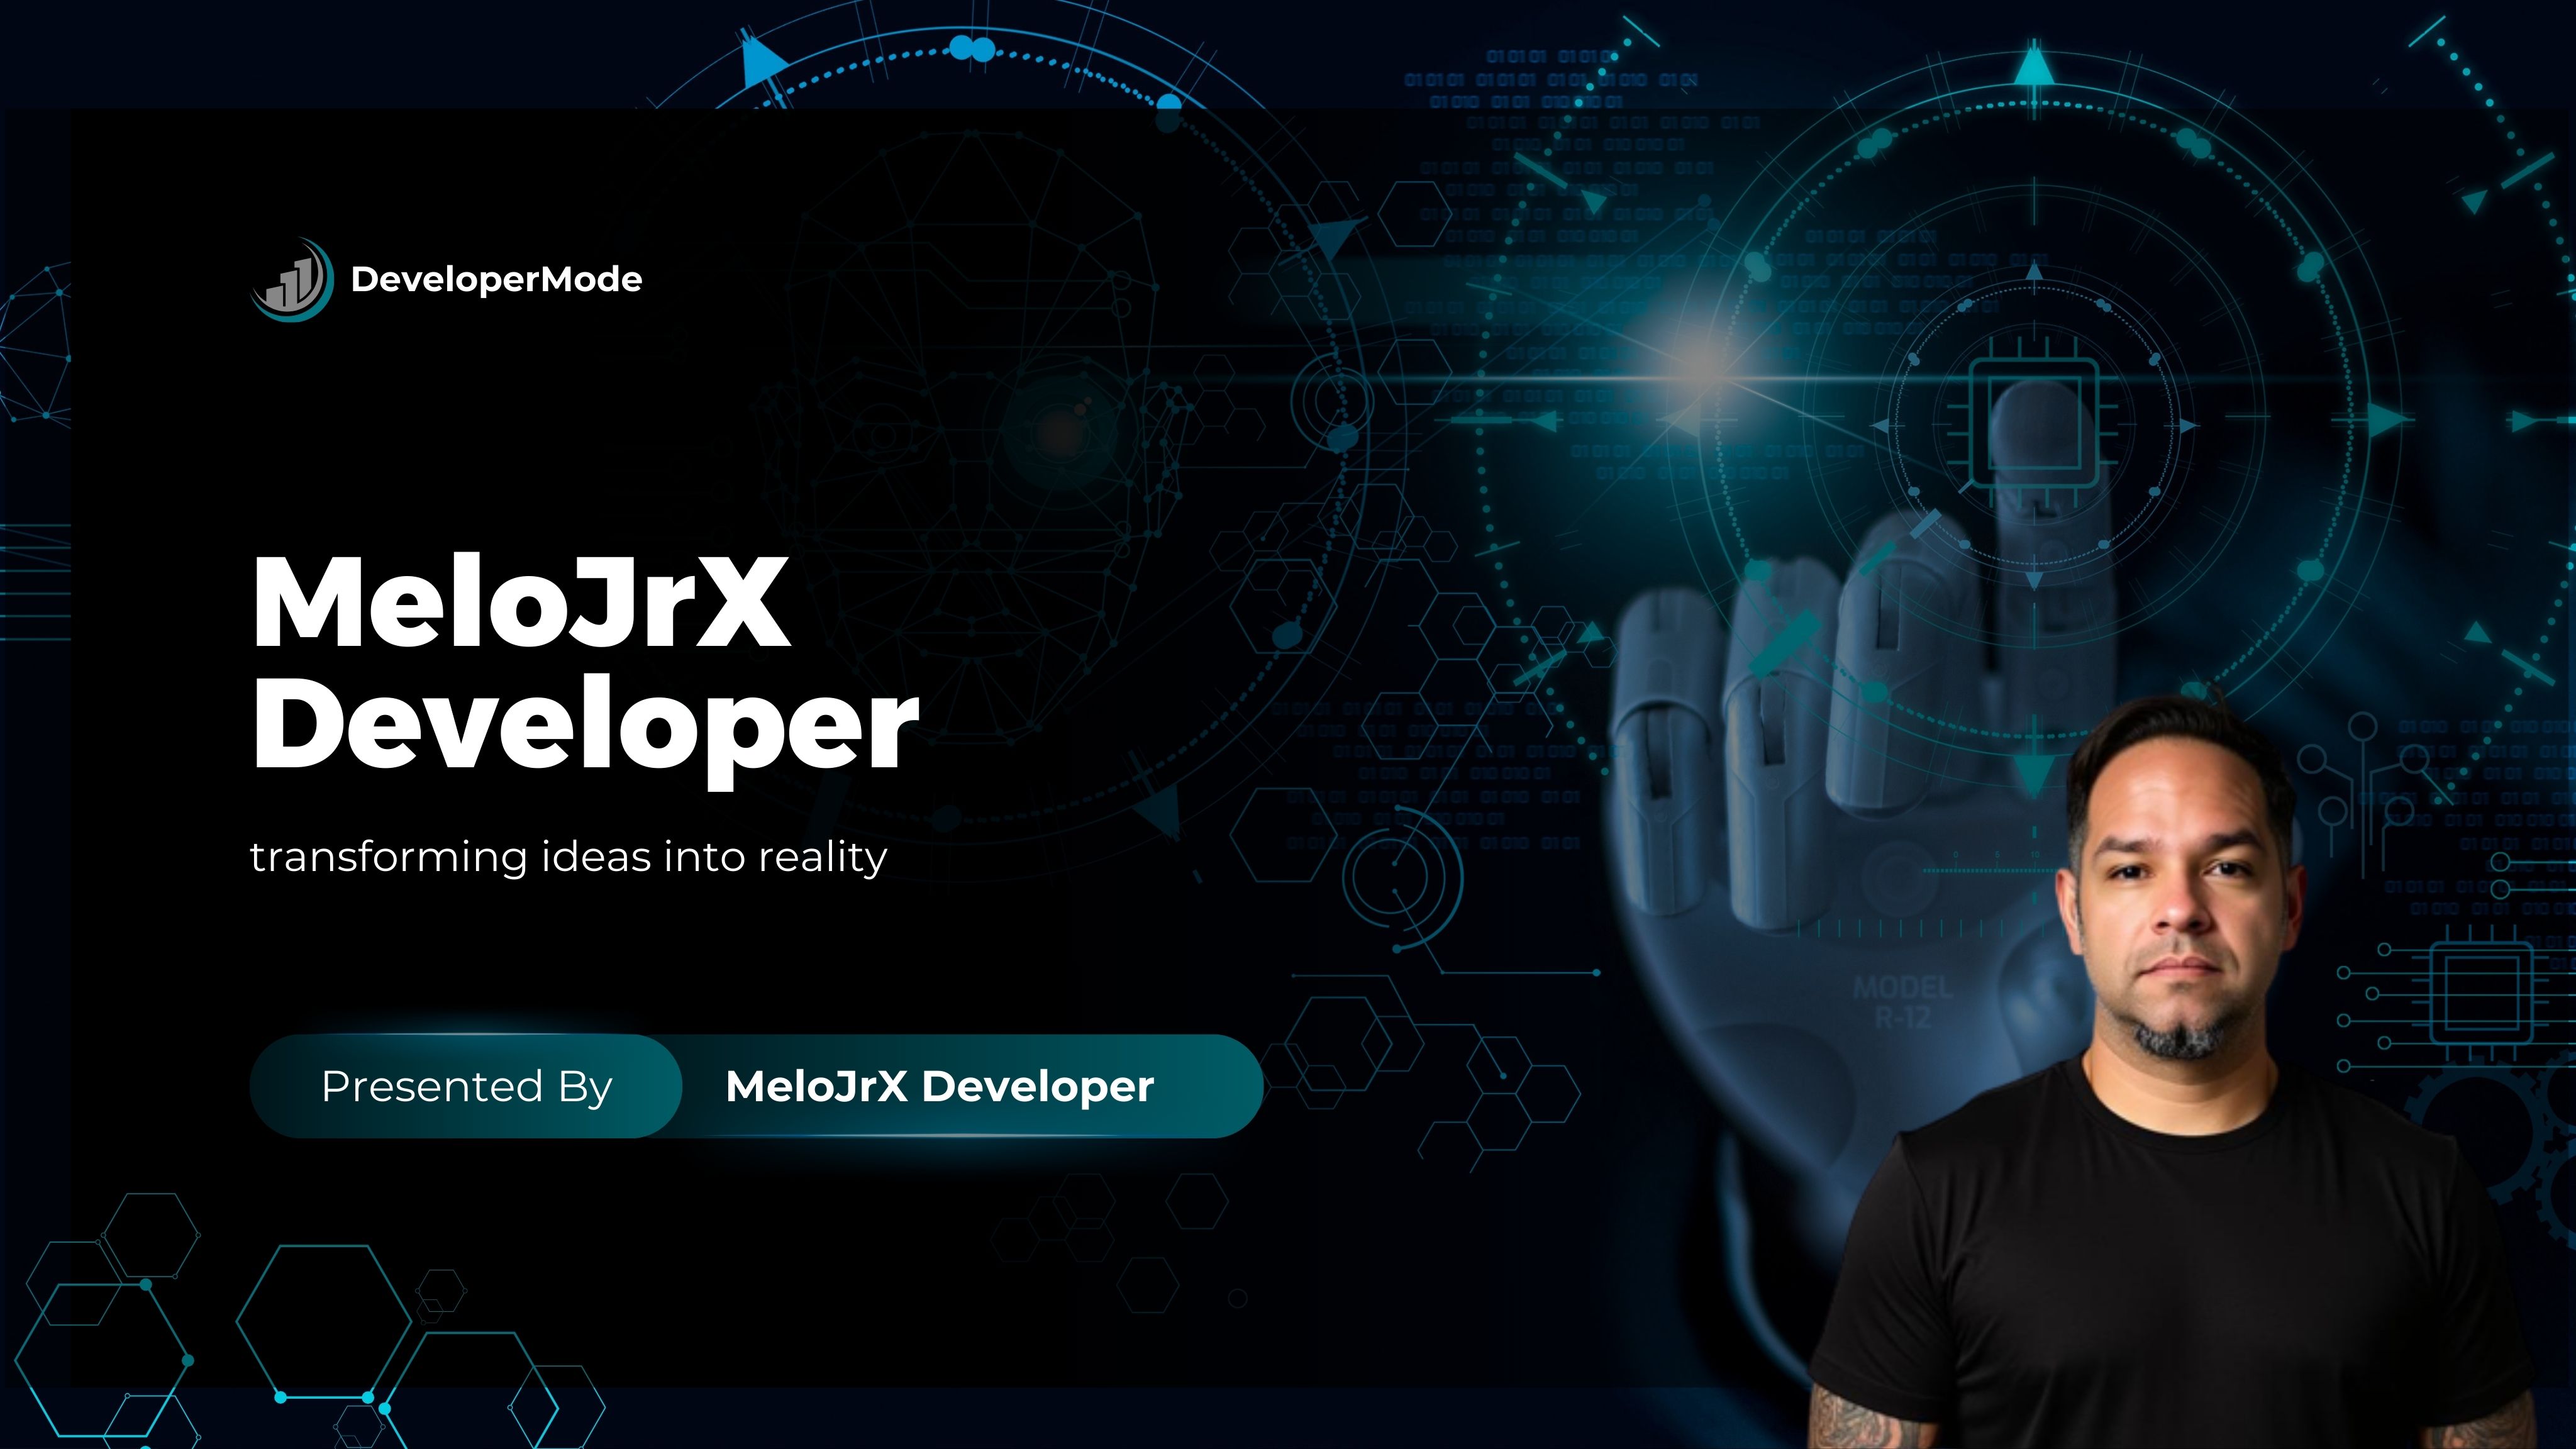 DeveloperMode
MeloJrX
Developer
transforming ideas into reality
Presented By
MeloJrX Developer
MODEL
R-12